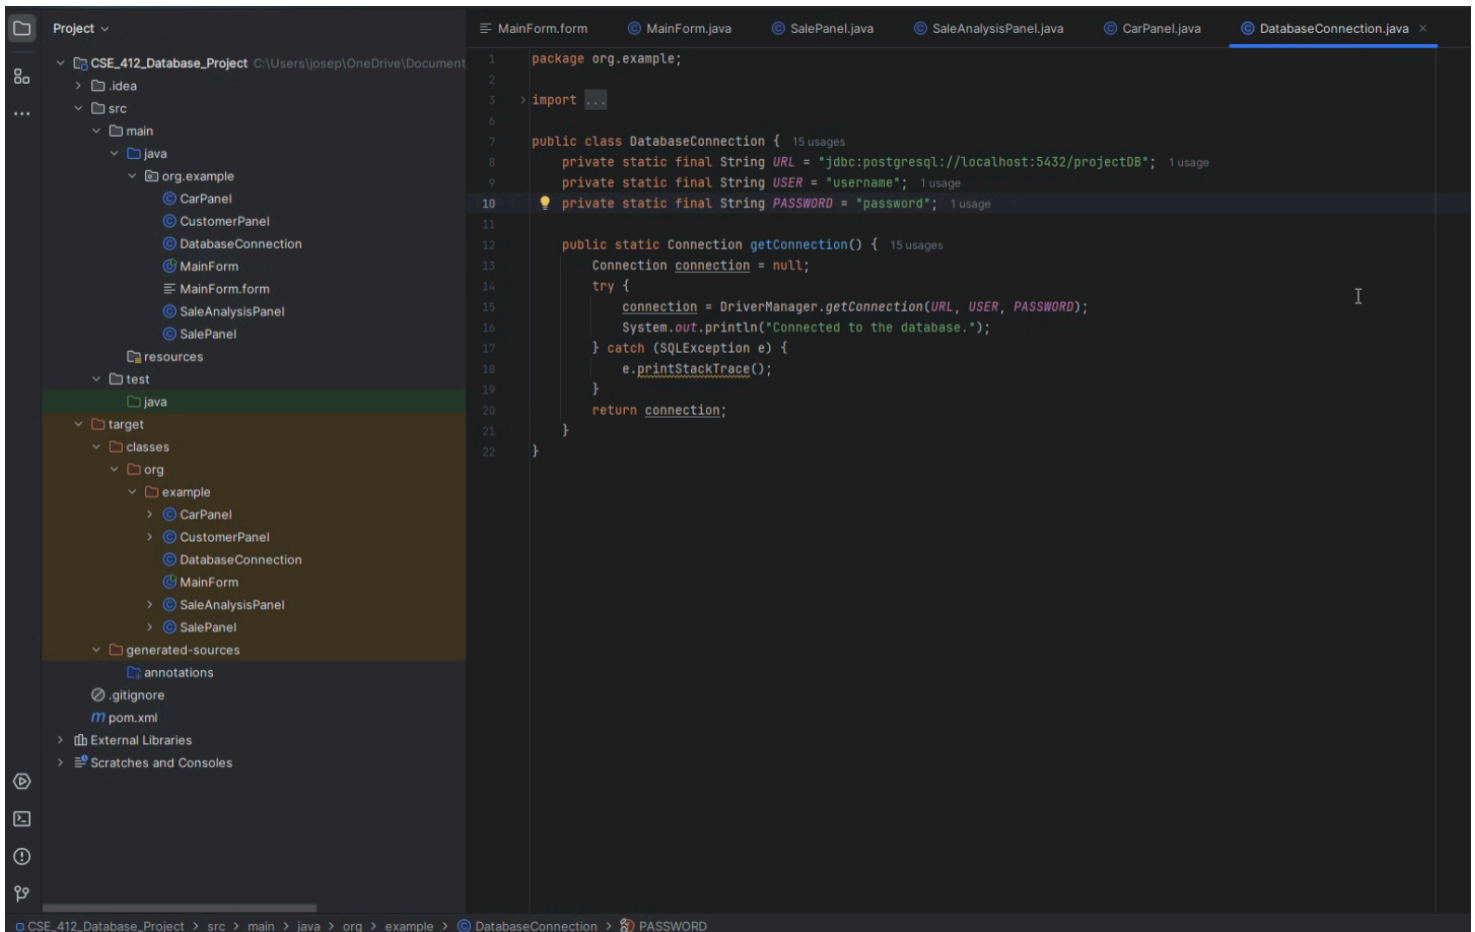 Project
CSE_412_Database_Project C:\Users\josep\OneDrive\Document
.idea
src
main
java
org.example
CarPanel
CustomerPanel
DatabaseConnection
MainForm
MainForm.form
SaleAnalysisPanel
SalePanel
resources
test
java
target
classes
org
example
CarPanel
CustomerPanel
DatabaseConnection
MainForm
SaleAnalysisPanel
SalePanel
generated-sources
annotations
.gitignore
pom.xml
External Libraries
Scratches and Consoles
MainForm.form MainForm.java SalePanel.java SaleAnalysisPanel.java CarPanel.java DatabaseConnection.java
1 package org.example;
2
3 import ...
6
7 public class DatabaseConnection { 15 usages
8 private static final String URL = "jdbc:postgresql://localhost:5432/projectDB"; 1 usage
9 private static final String USER = "username"; 1 usage
10 private static final String PASSWORD = "password"; 1 usage
11
12 public static Connection getConnection() { 15 usages
13 Connection connection = null;
14 try {
15 connection = DriverManager.getConnection(URL, USER, PASSWORD);
16 System.out.println("Connected to the database.");
17 } catch (SQLException e) {
18 e.printStackTrace();
19 }
20 return connection;
21 }
22 }
CSE_412_Database_Project > src > main > java > org > example > DatabaseConnection > PASSWORD